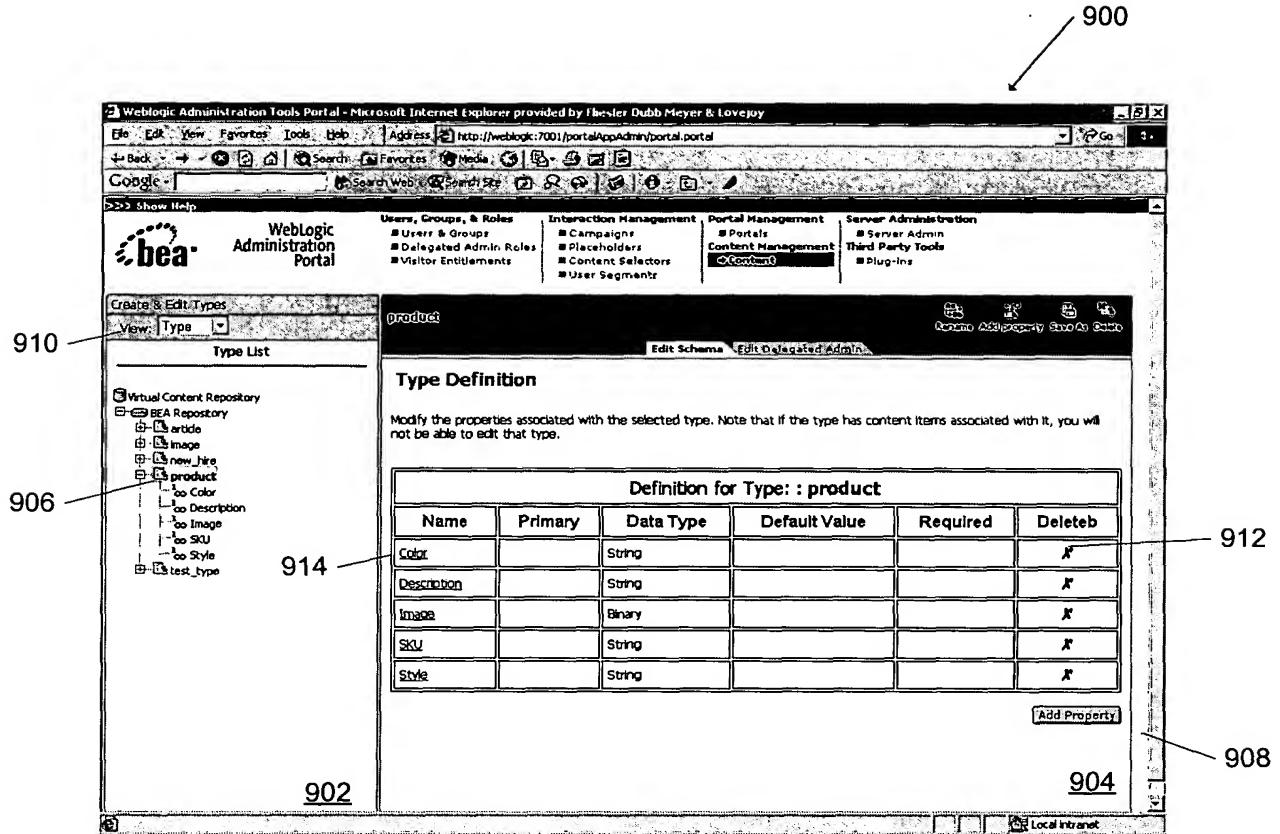 900
Weblogic Administration Tools Portal - Microsoft Internet Explorer provided by Fliesler Dubb Meyer & Lovejoy
File Edit View Favorites Tools Help Address http://weblogic:7001/portalAppAdmin/portal.portal Go
Back Search Favorites Media
Google Search Web Search Site
>>> Show Help
bea WebLogic Administration Portal
Users, Groups, & Roles
Users & Groups
Delegated Admin Roles
Visitor Entitlements
Interaction Management
Campaigns
Placeholders
Content Selectors
User Segments
Portal Management
Portals
Content Management
Content
Server Administration
Server Admin
Third Party Tools
Plug-ins
Create & Edit Types
910
View: Type
Type List
Virtual Content Repository
BEA Repository
article
image
new_hire
906
product
Color
Description
Image
SKU
Style
test_type
902
product
Rename Add property Save As Delete
Edit Schema Edit Delegated Admin
Type Definition
Modify the properties associated with the selected type. Note that if the type has content items associated with it, you will
not be able to edit that type.
Definition for Type: : product
Name Primary Data Type Default Value Required Deleteb
914
Color String X
912
Description String X
Image Binary X
SKU String X
Style String X
Add Property
908
904
Local intranet